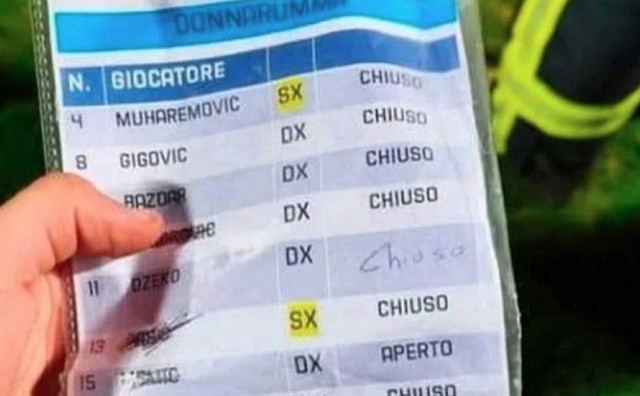 DONNARUMMA
N. GIOCATORE
4 MUHAREMOVIC SX CHIUSO
8 GIGOVIC DX CHIUSO
BAZDAR DX CHIUSO
DX CHIUSO
11 DZEKO DX Chiuso
13 SX CHIUSO
15 DX APERTO
CHIUSO